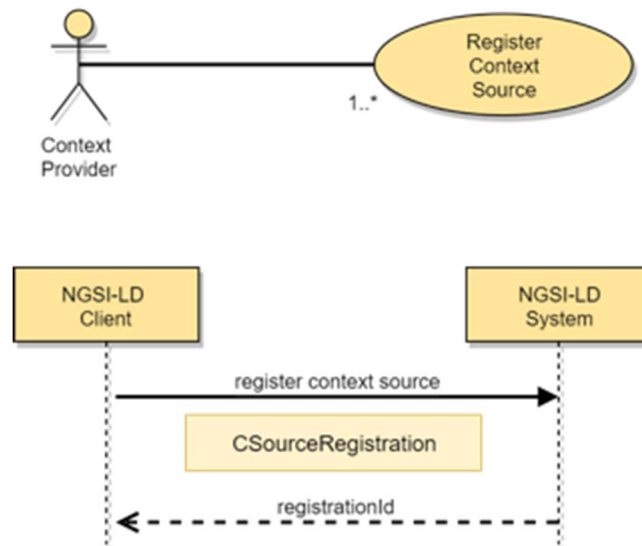 Register
Context
Source
1..*
Context
Provider
NGSI-LD
Client
NGSI-LD
System
register context source
CSourceRegistration
registrationId